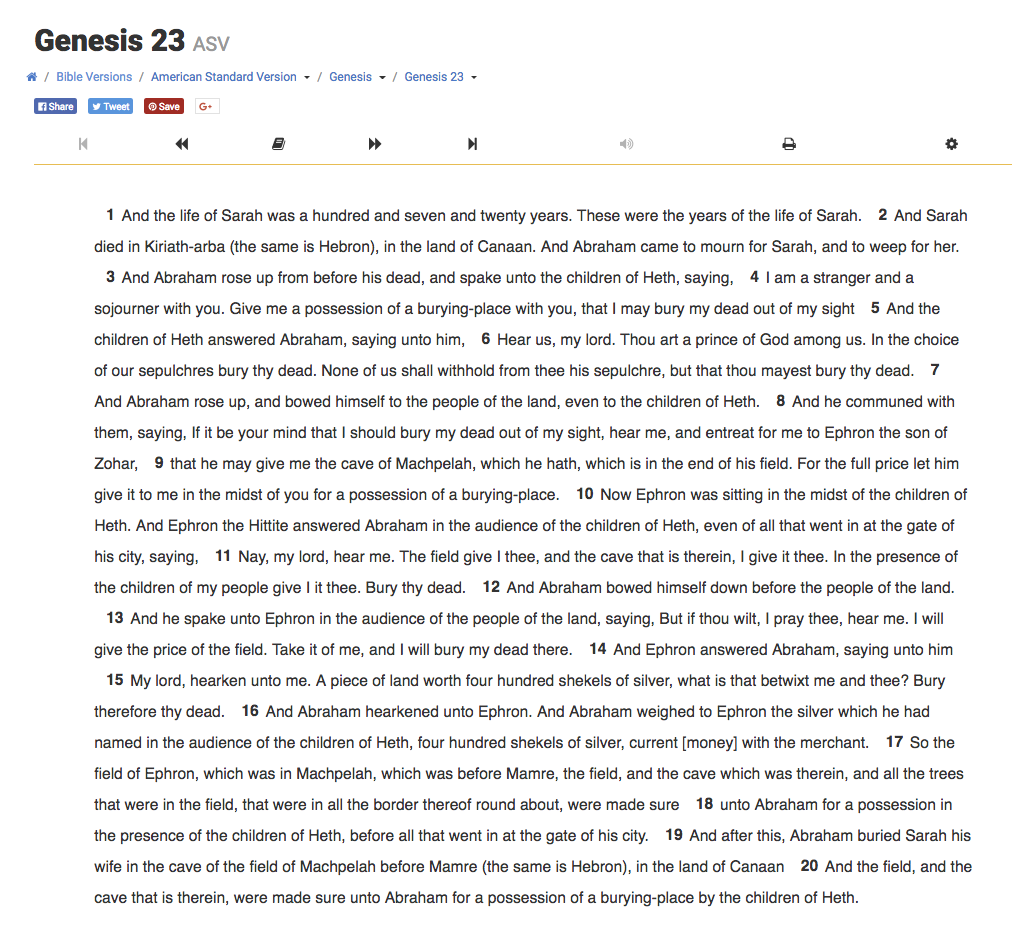 Genesis 23 ASV
/ Bible Versions / American Standard Version / Genesis / Genesis 23
Share Tweet Save G+
1 And the life of Sarah was a hundred and seven and twenty years. These were the years of the life of Sarah. 2 And Sarah
died in Kiriath-arba (the same is Hebron), in the land of Canaan. And Abraham came to mourn for Sarah, and to weep for her.
3 And Abraham rose up from before his dead, and spake unto the children of Heth, saying, 4 I am a stranger and a
sojourner with you. Give me a possession of a burying-place with you, that I may bury my dead out of my sight 5 And the
children of Heth answered Abraham, saying unto him, 6 Hear us, my lord. Thou art a prince of God among us. In the choice
of our sepulchres bury thy dead. None of us shall withhold from thee his sepulchre, but that thou mayest bury thy dead. 7
And Abraham rose up, and bowed himself to the people of the land, even to the children of Heth. 8 And he communed with
them, saying, If it be your mind that I should bury my dead out of my sight, hear me, and entreat for me to Ephron the son of
Zohar, 9 that he may give me the cave of Machpelah, which he hath, which is in the end of his field. For the full price let him
give it to me in the midst of you for a possession of a burying-place. 10 Now Ephron was sitting in the midst of the children of
Heth. And Ephron the Hittite answered Abraham in the audience of the children of Heth, even of all that went in at the gate of
his city, saying, 11 Nay, my lord, hear me. The field give I thee, and the cave that is therein, I give it thee. In the presence of
the children of my people give I it thee. Bury thy dead. 12 And Abraham bowed himself down before the people of the land.
13 And he spake unto Ephron in the audience of the people of the land, saying, But if thou wilt, I pray thee, hear me. I will
give the price of the field. Take it of me, and I will bury my dead there. 14 And Ephron answered Abraham, saying unto him
15 My lord, hearken unto me. A piece of land worth four hundred shekels of silver, what is that betwixt me and thee? Bury
therefore thy dead. 16 And Abraham hearkened unto Ephron. And Abraham weighed to Ephron the silver which he had
named in the audience of the children of Heth, four hundred shekels of silver, current [money] with the merchant. 17 So the
field of Ephron, which was in Machpelah, which was before Mamre, the field, and the cave which was therein, and all the trees
that were in the field, that were in all the border thereof round about, were made sure 18 unto Abraham for a possession in
the presence of the children of Heth, before all that went in at the gate of his city. 19 And after this, Abraham buried Sarah his
wife in the cave of the field of Machpelah before Mamre (the same is Hebron), in the land of Canaan 20 And the field, and the
cave that is therein, were made sure unto Abraham for a possession of a burying-place by the children of Heth.